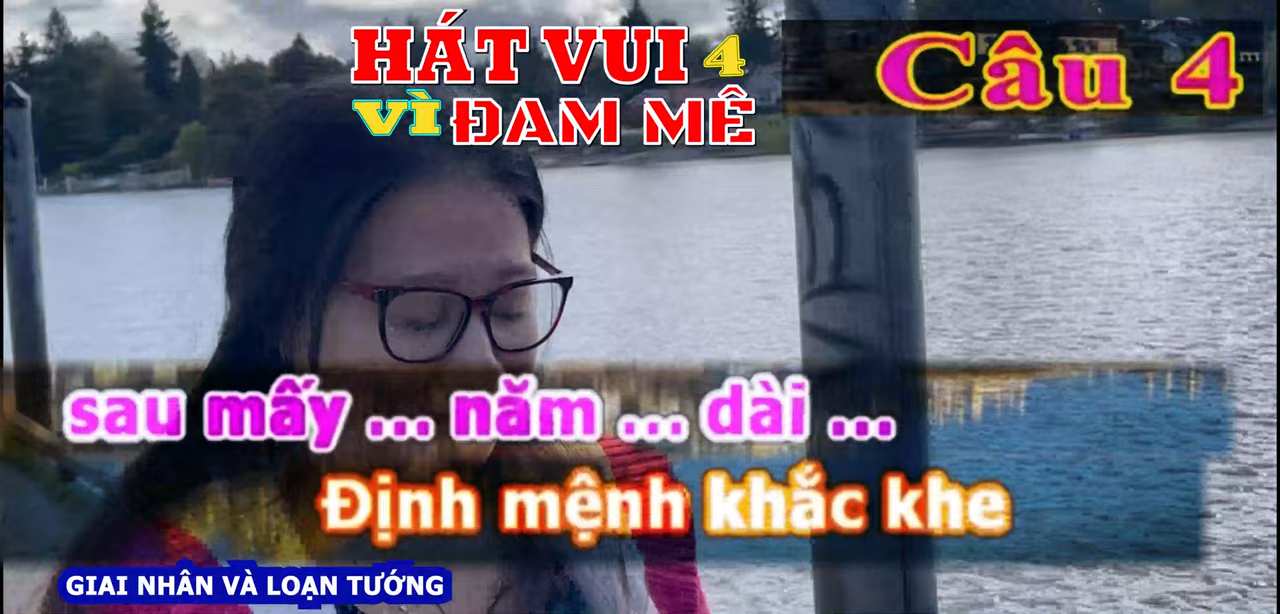 HÁT VUI 4
VÌ ĐAM MÊ
Câu 4
m
sau mấy ... năm ... dài ...
Định mệnh khắc khe
GIAI NHÂN VÀ LOẠN TƯỚNG